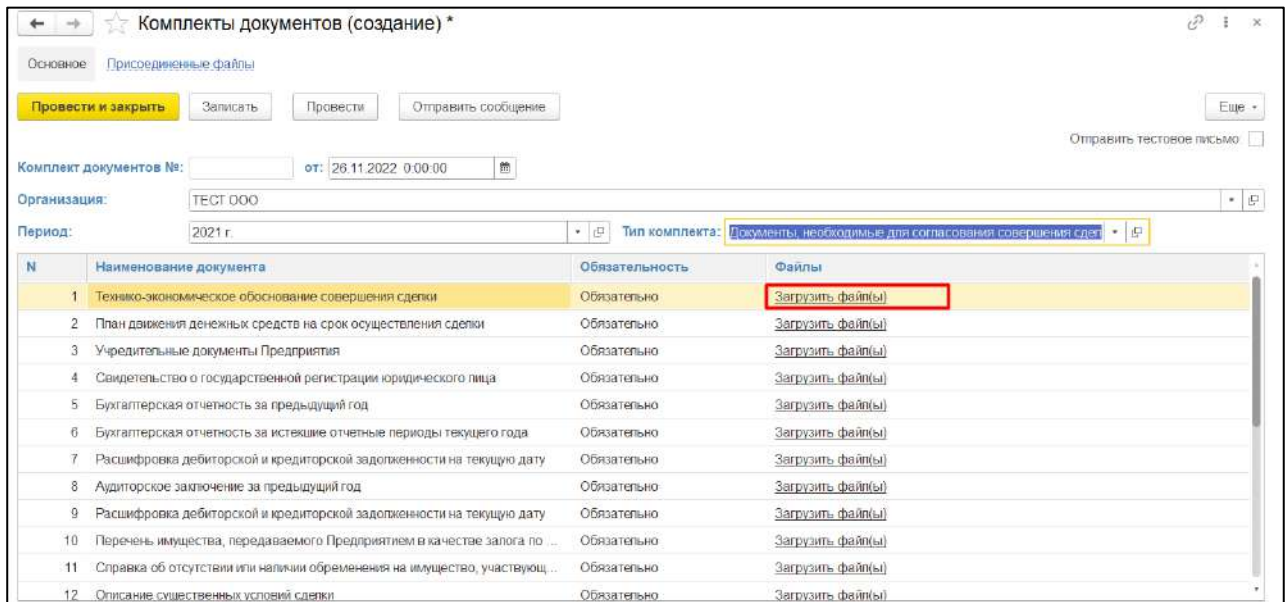 Комплекты документов (создание) *
Основное Присоединенные файлы
Провести и закрыть Записать Провести Отправить сообщение Еще
Отправить тестовое письмо:
Комплект документов №: от: 26.11.2022 0:00:00
Организация: ТЕСТ ООО
Период: 2021 г. Тип комплекта: Документы, необходимые для согласования совершения сдел
N Наименование документа Обязательность Файлы
1 Технико-экономическое обоснование совершения сделки Обязательно Загрузить файл(ы)
2 План движения денежных средств на срок осуществления сделки Обязательно Загрузить файл(ы)
3 Учредительные документы Предприятия Обязательно Загрузить файл(ы)
4 Свидетельство о государственной регистрации юридического лица Обязательно Загрузить файл(ы)
5 Бухгалтерская отчетность за предыдущий год Обязательно Загрузить файл(ы)
6 Бухгалтерская отчетность за истекшие отчетные периоды текущего года Обязательно Загрузить файл(ы)
7 Расшифровка дебиторской и кредиторской задолженности на текущую дату Обязательно Загрузить файл(ы)
8 Аудиторское заключение за предыдущий год Обязательно Загрузить файл(ы)
9 Расшифровка дебиторской и кредиторской задолженности на текущую дату Обязательно Загрузить файл(ы)
10 Перечень имущества, передаваемого Предприятием в качестве залога по ... Обязательно Загрузить файл(ы)
11 Справка об отсутствии или наличии обременения на имущество, участвующ... Обязательно Загрузить файл(ы)
12 Описание существенных условий сделки Обязательно Загрузить файл(ы)